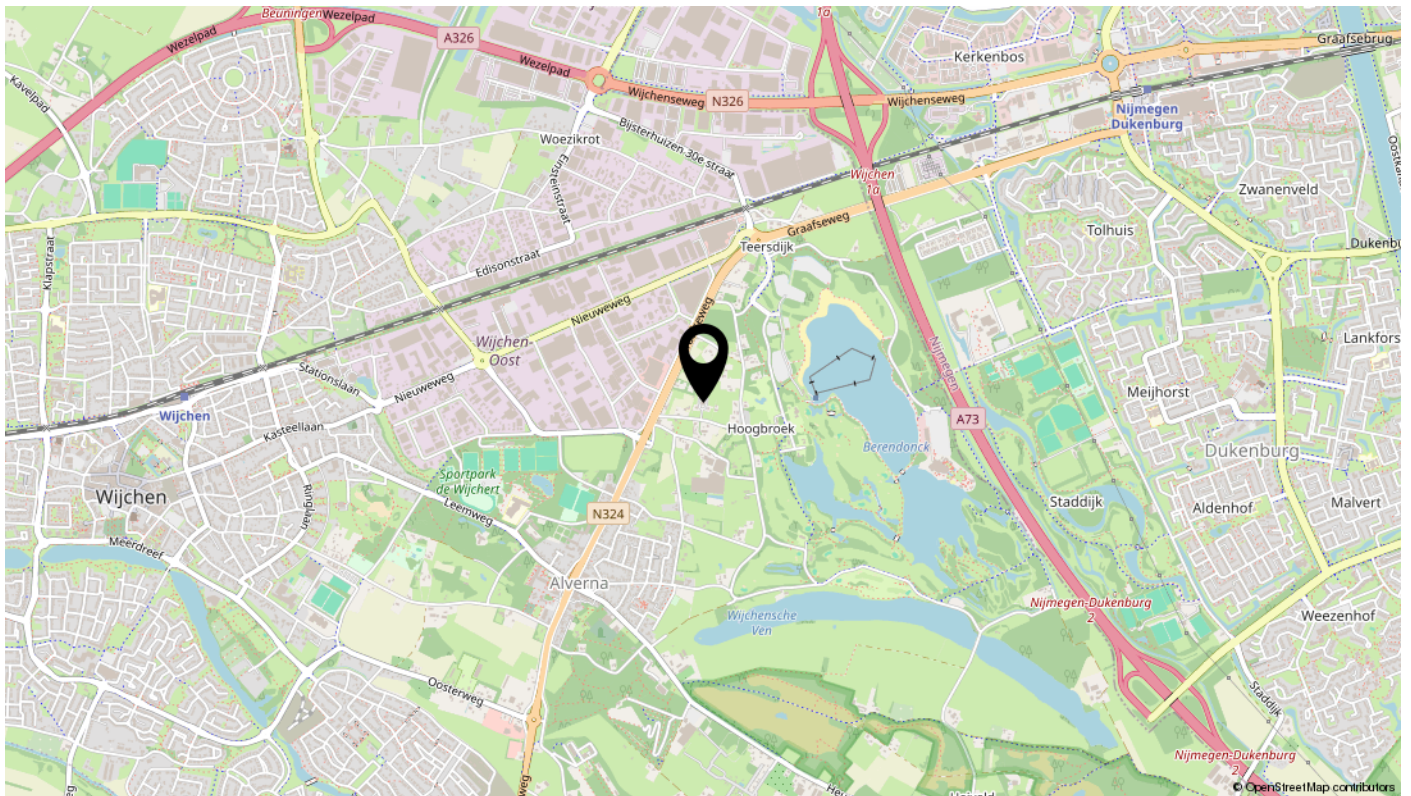 Beuningen
Wezelpad
Wezelpad
A326
1a
Graafsebrug
Kerkenbos
Wezelpad
Kavelpad
Wijchenseweg
N326
Wijchenseweg
Nijmegen
Dukenburg
Bijsterhuizen 30e straat
Woezikrot
Einsteinstraat
Wijchen
1a
Zwanenveld
Tolhuis
Graafseweg
Teersdijk
Klapstraat
Edisonstraat
Nieuweweg
Wijchen
Oost
Nijmegen
Stationslaan
Nieuweweg
Meijhorst
Wijchen
Kasteellaan
A73
Hoogbroek
Berendonck
Dukenburg
Sportpark
de Wijchert
Wijchen
Ringlaan
Leemweg
N324
Staddijk
Aldenhof
Malvert
Meerdreef
Alverna
Nijmegen-Dukenburg
2
Wijchensche
Ven
Weezenhof
Oosterweg
Staddijk
Nijmegen-Dukenburg
2
© OpenStreetMap contributors